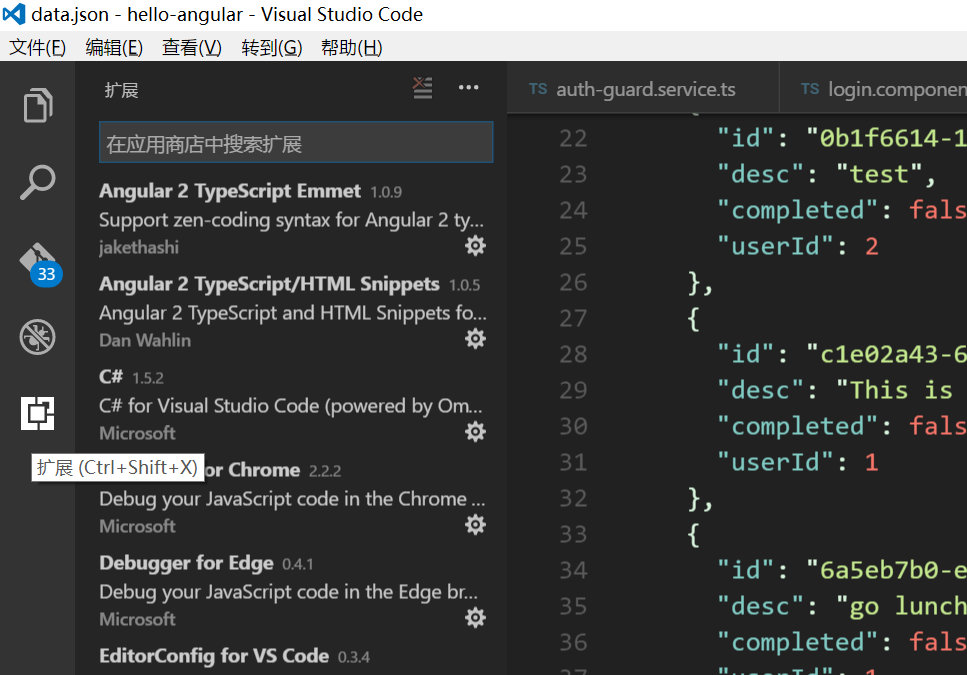 data.json - hello-angular - Visual Studio Code
文件(F) 编辑(E) 查看(V) 转到(G) 帮助(H)
扩展
在应用商店中搜索扩展
Angular 2 TypeScript Emmet 1.0.9
Support zen-coding syntax for Angular 2 ty...
jakethashi
Angular 2 TypeScript/HTML Snippets 1.0.5
Angular 2 TypeScript and HTML Snippets fo...
Dan Wahlin
33
C# 1.5.2
C# for Visual Studio Code (powered by Om...
Microsoft
扩展 (Ctrl+Shift+X)
or Chrome 2.2.2
Debug your JavaScript code in the Chrome ...
Microsoft
Debugger for Edge 0.4.1
Debug your JavaScript code in the Edge br...
Microsoft
EditorConfig for VS Code 0.3.4
TS auth-guard.service.ts TS login.componen
22 "id": "0b1f6614-1
23 "desc": "test",
24 "completed": fals
25 "userId": 2
26 },
27 {
28 "id": "c1e02a43-6
29 "desc": "This is
30 "completed": fals
31 "userId": 1
32 },
33 {
34 "id": "6a5eb7b0-e
35 "desc": "go lunch
36 "completed": fals
37 "userId": 1